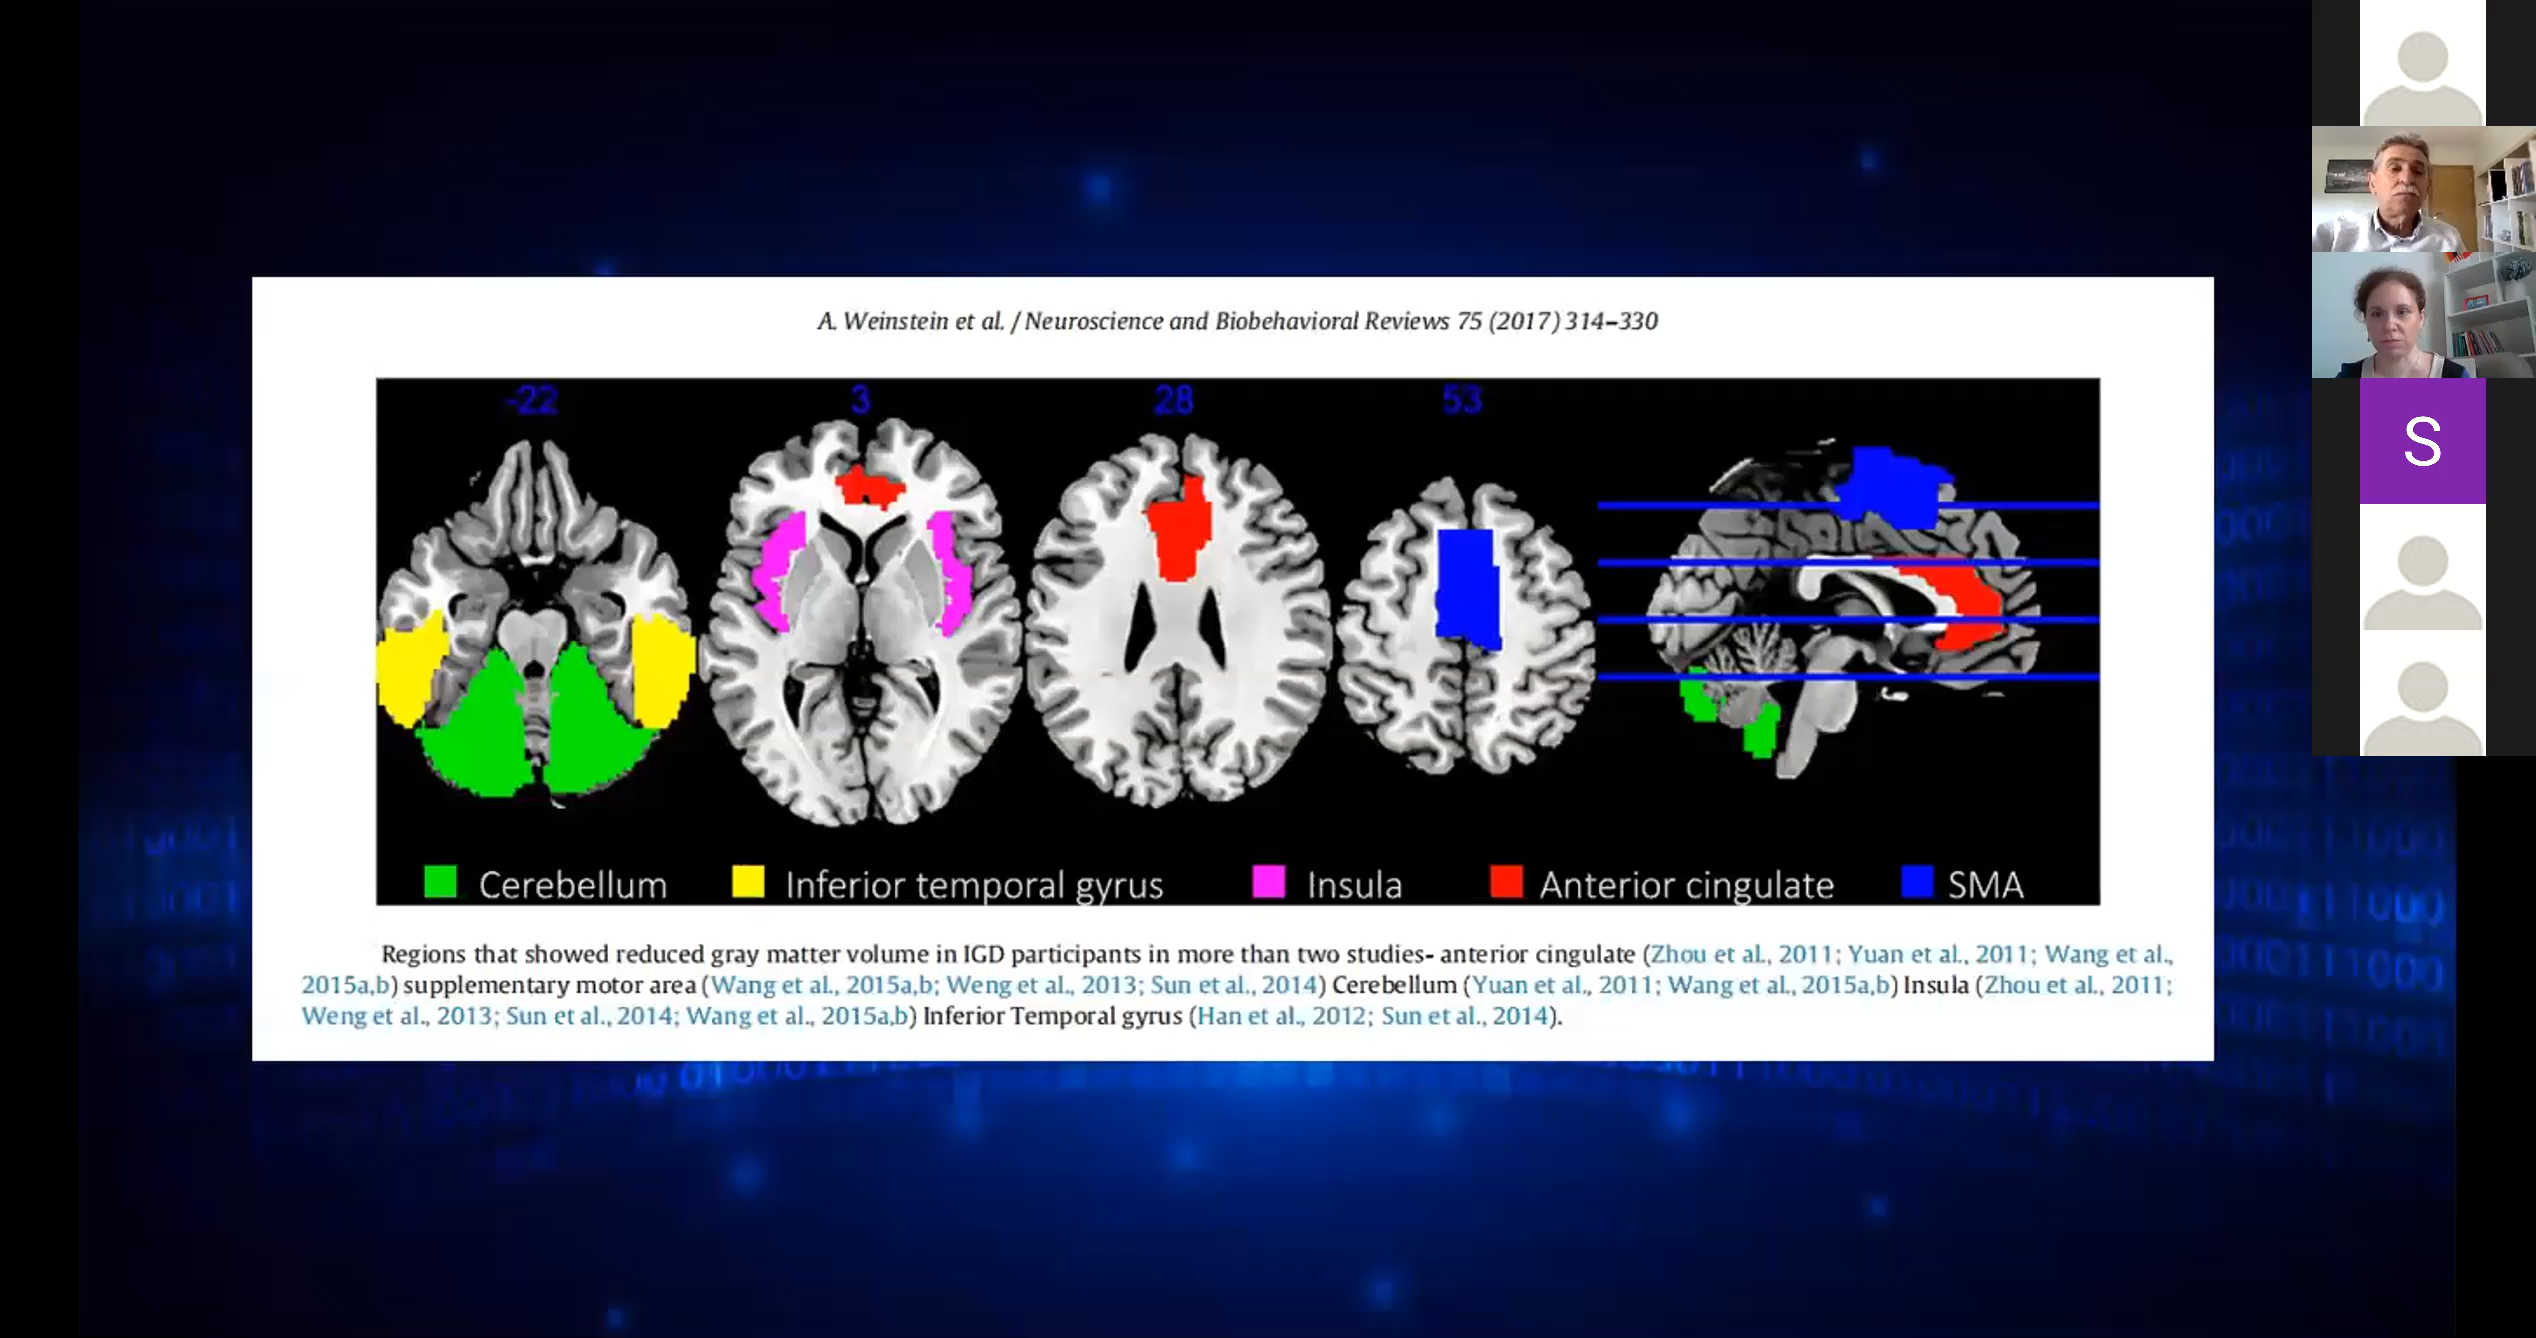 A. Weinstein et al. / Neuroscience and Biobehavioral Reviews 75 (2017) 314–330
-22 3 28 53
Cerebellum Inferior temporal gyrus Insula Anterior cingulate SMA
S
Regions that showed reduced gray matter volume in IGD participants in more than two studies- anterior cingulate (Zhou et al., 2011; Yuan et al., 2011; Wang et al.,
2015a,b) supplementary motor area (Wang et al., 2015a,b; Weng et al., 2013; Sun et al., 2014) Cerebellum (Yuan et al., 2011; Wang et al., 2015a,b) Insula (Zhou et al., 2011;
Weng et al., 2013; Sun et al., 2014; Wang et al., 2015a,b) Inferior Temporal gyrus (Han et al., 2012; Sun et al., 2014).